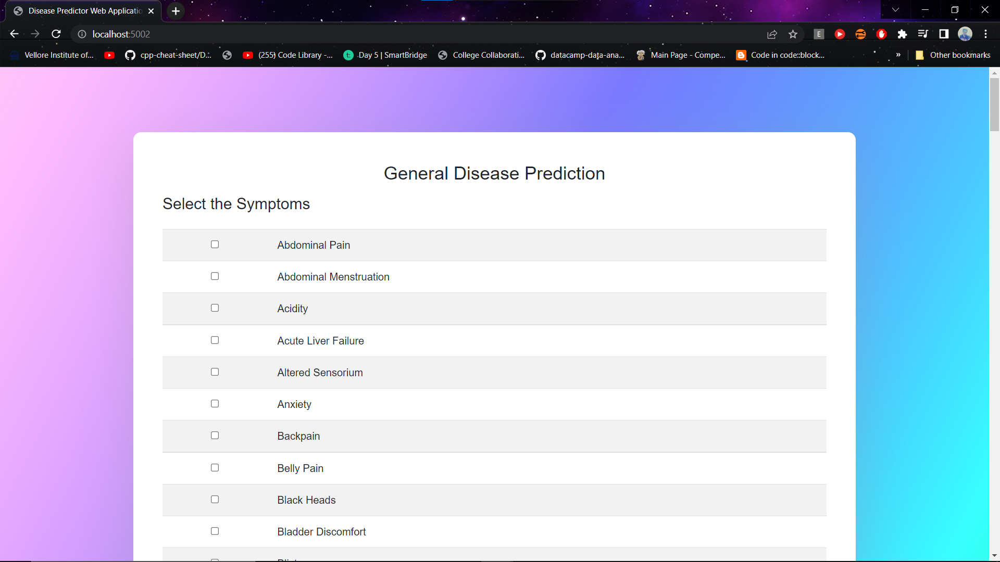 Disease Predictor Web Applicatio
localhost:5002
E
Vellore Institute of...
cpp-cheat-sheet/D...
(255) Code Library -...
t: Day 5 | SmartBridge
College Collaborati...
datacamp-data-ana...
Main Page - Compe...
Code in code::block...
»
Other bookmarks
General Disease Prediction
Select the Symptoms
Abdominal Pain
Abdominal Menstruation
Acidity
Acute Liver Failure
Altered Sensorium
Anxiety
Backpain
Belly Pain
Black Heads
Bladder Discomfort